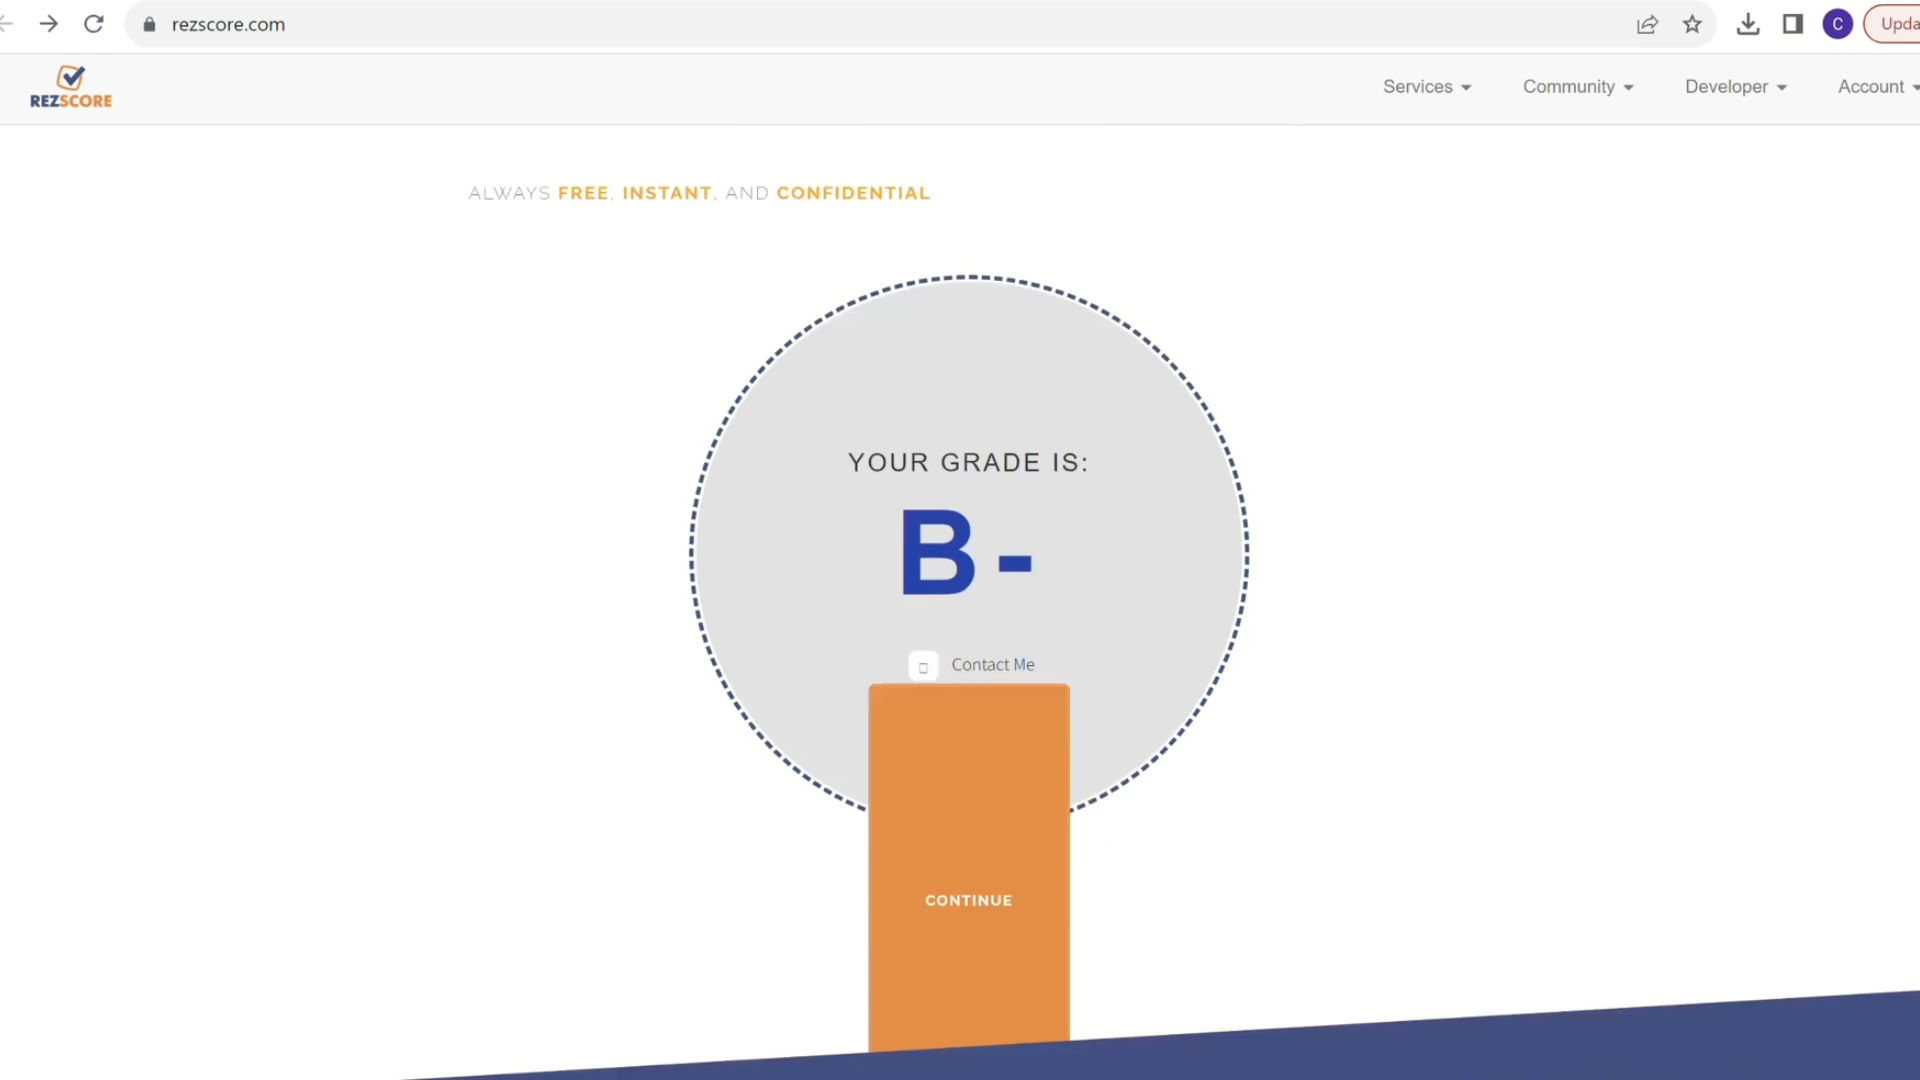 rezscore.com
C
Upda
REZSCORE
Services
Community
Developer
Account
ALWAYS FREE, INSTANT, AND CONFIDENTIAL
YOUR GRADE IS:
B -
Contact Me
CONTINUE